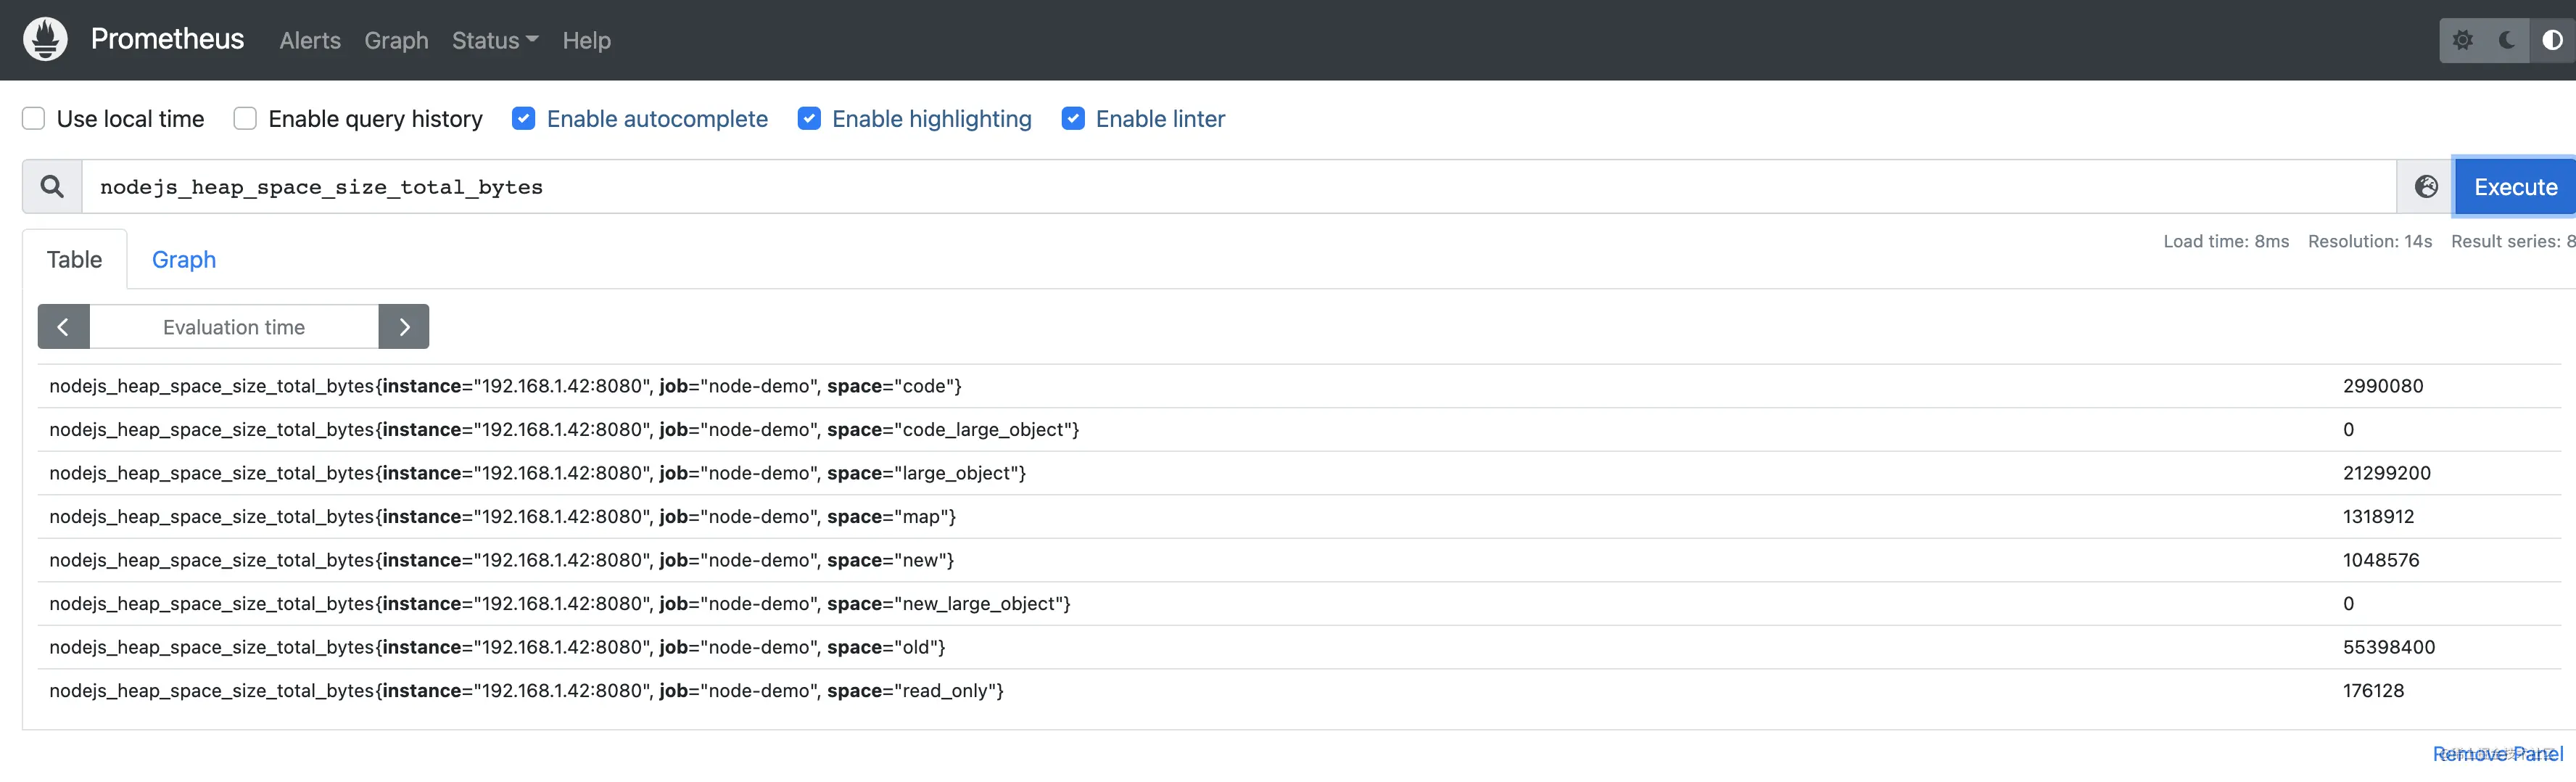 Prometheus Alerts Graph Status Help
Use local time Enable query history Enable autocomplete Enable highlighting Enable linter
nodejs_heap_space_size_total_bytes Execute
Table Graph Load time: 8ms Resolution: 14s Result series: 8
Evaluation time
nodejs_heap_space_size_total_bytes{instance="192.168.1.42:8080", job="node-demo", space="code"} 2990080
nodejs_heap_space_size_total_bytes{instance="192.168.1.42:8080", job="node-demo", space="code_large_object"} 0
nodejs_heap_space_size_total_bytes{instance="192.168.1.42:8080", job="node-demo", space="large_object"} 21299200
nodejs_heap_space_size_total_bytes{instance="192.168.1.42:8080", job="node-demo", space="map"} 1318912
nodejs_heap_space_size_total_bytes{instance="192.168.1.42:8080", job="node-demo", space="new"} 1048576
nodejs_heap_space_size_total_bytes{instance="192.168.1.42:8080", job="node-demo", space="new_large_object"} 0
nodejs_heap_space_size_total_bytes{instance="192.168.1.42:8080", job="node-demo", space="old"} 55398400
nodejs_heap_space_size_total_bytes{instance="192.168.1.42:8080", job="node-demo", space="read_only"} 176128
Remove Panel